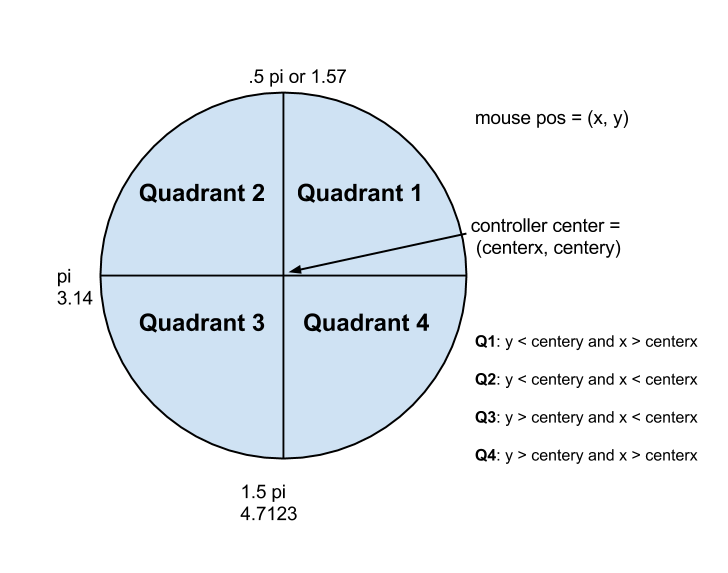 .5 pi or 1.57
mouse pos = (x, y)
Quadrant 2
Quadrant 1
controller center =
(centerx, centery)
pi
3.14
Quadrant 3
Quadrant 4
Q1: y < centery and x > centerx
Q2: y < centery and x < centerx
Q3: y > centery and x < centerx
Q4: y > centery and x > centerx
1.5 pi
4.7123